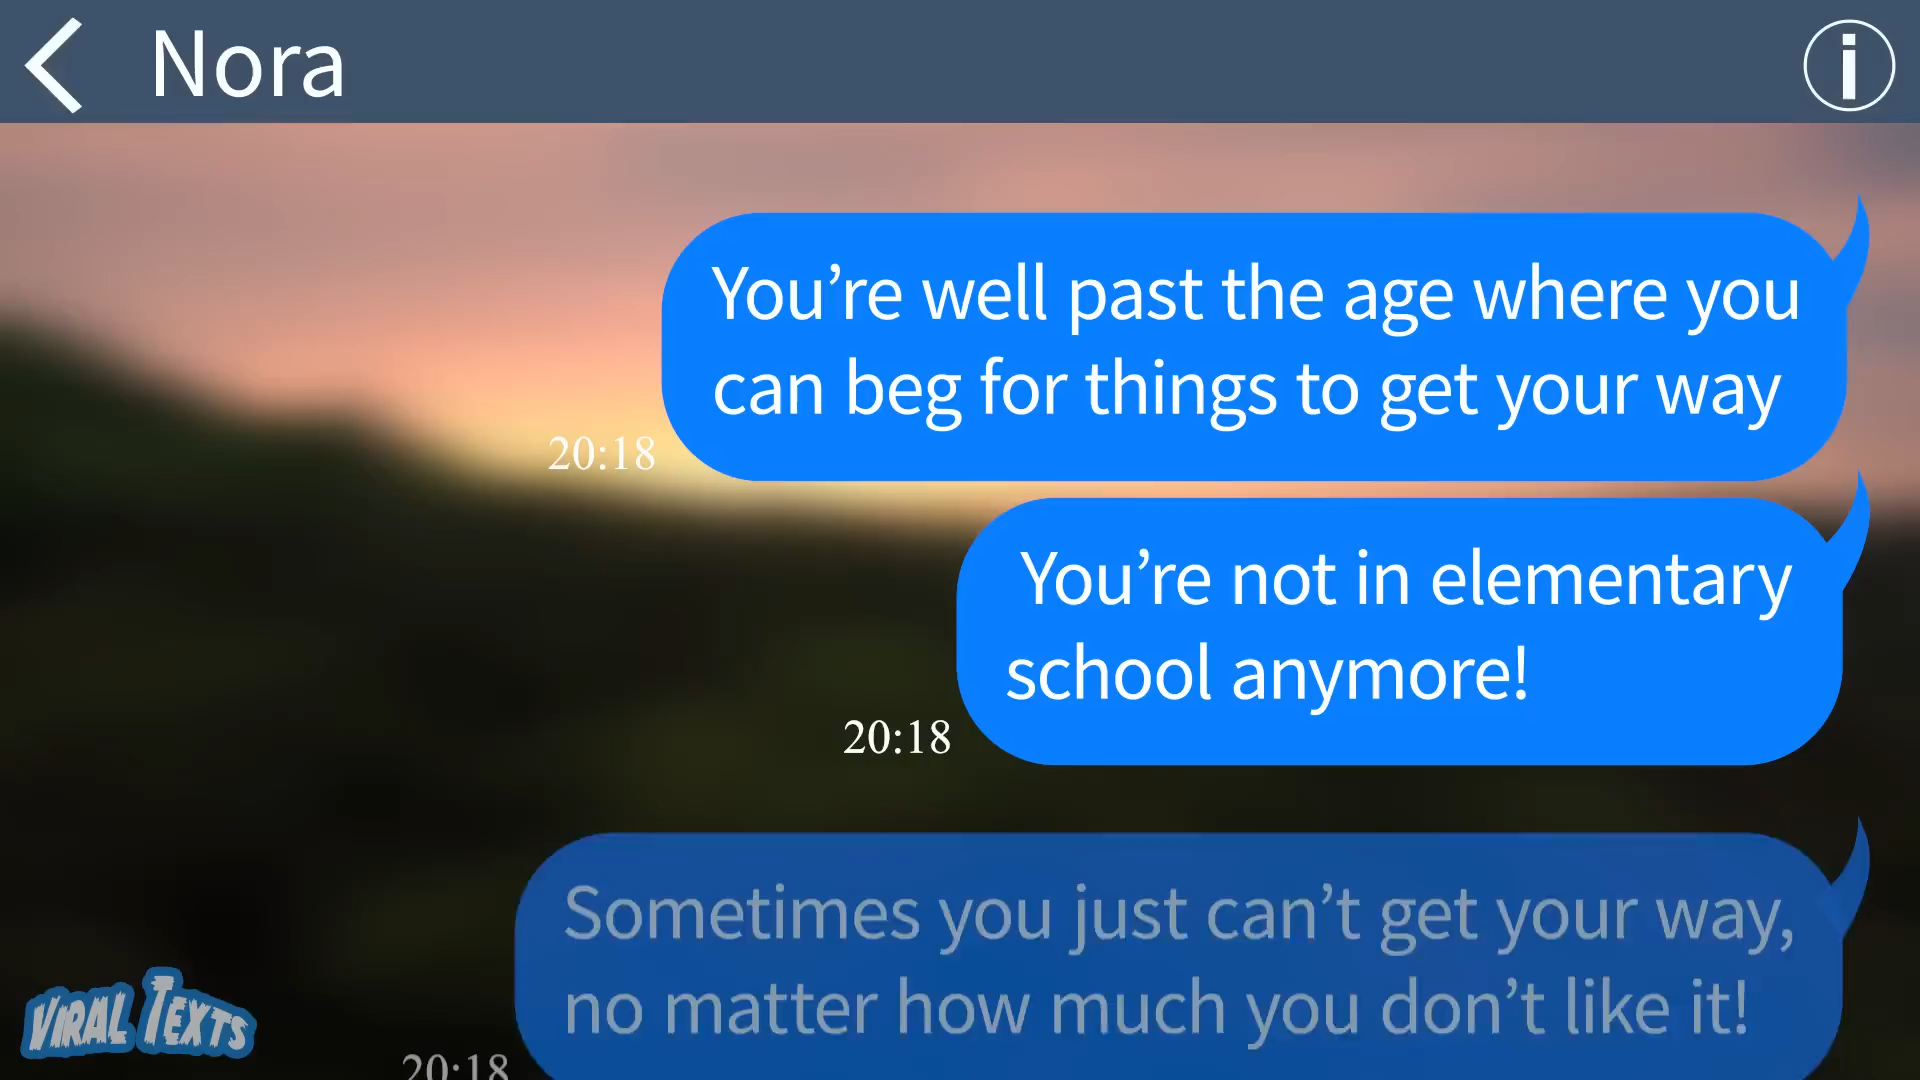 Nora
You’re well past the age where you
can beg for things to get your way
20:18
You’re not in elementary
school anymore!
20:18
Sometimes you just can’t get your way,
no matter how much you don’t like it!
20:18
VIRAL TEXTS